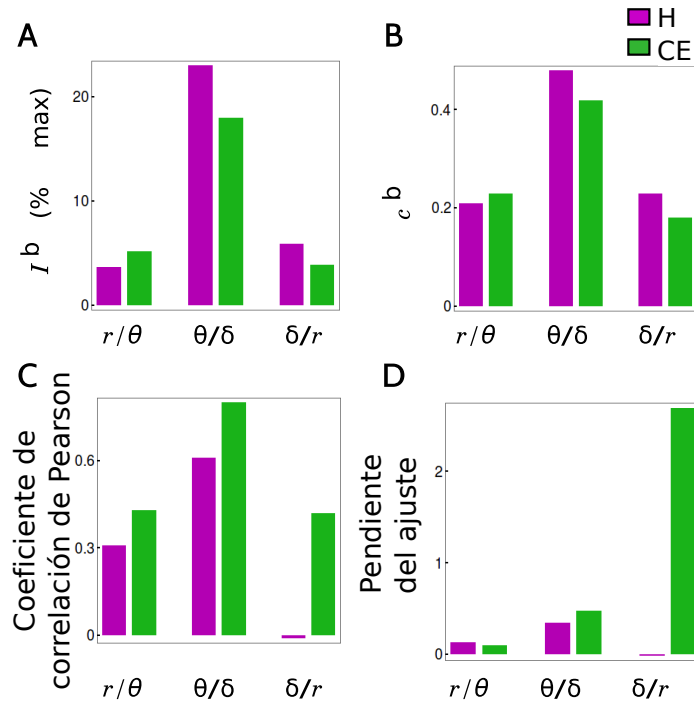 H
CE
A
I b (% max)
20
10
0
r/θ θ/δ δ/r
B
c b
0.4
0.2
0
r/θ θ/δ δ/r
C
Coeficiente de
correlación de Pearson
0.6
0.3
0
r/θ θ/δ δ/r
D
Pendiente
del ajuste
2
1
0
r/θ θ/δ δ/r